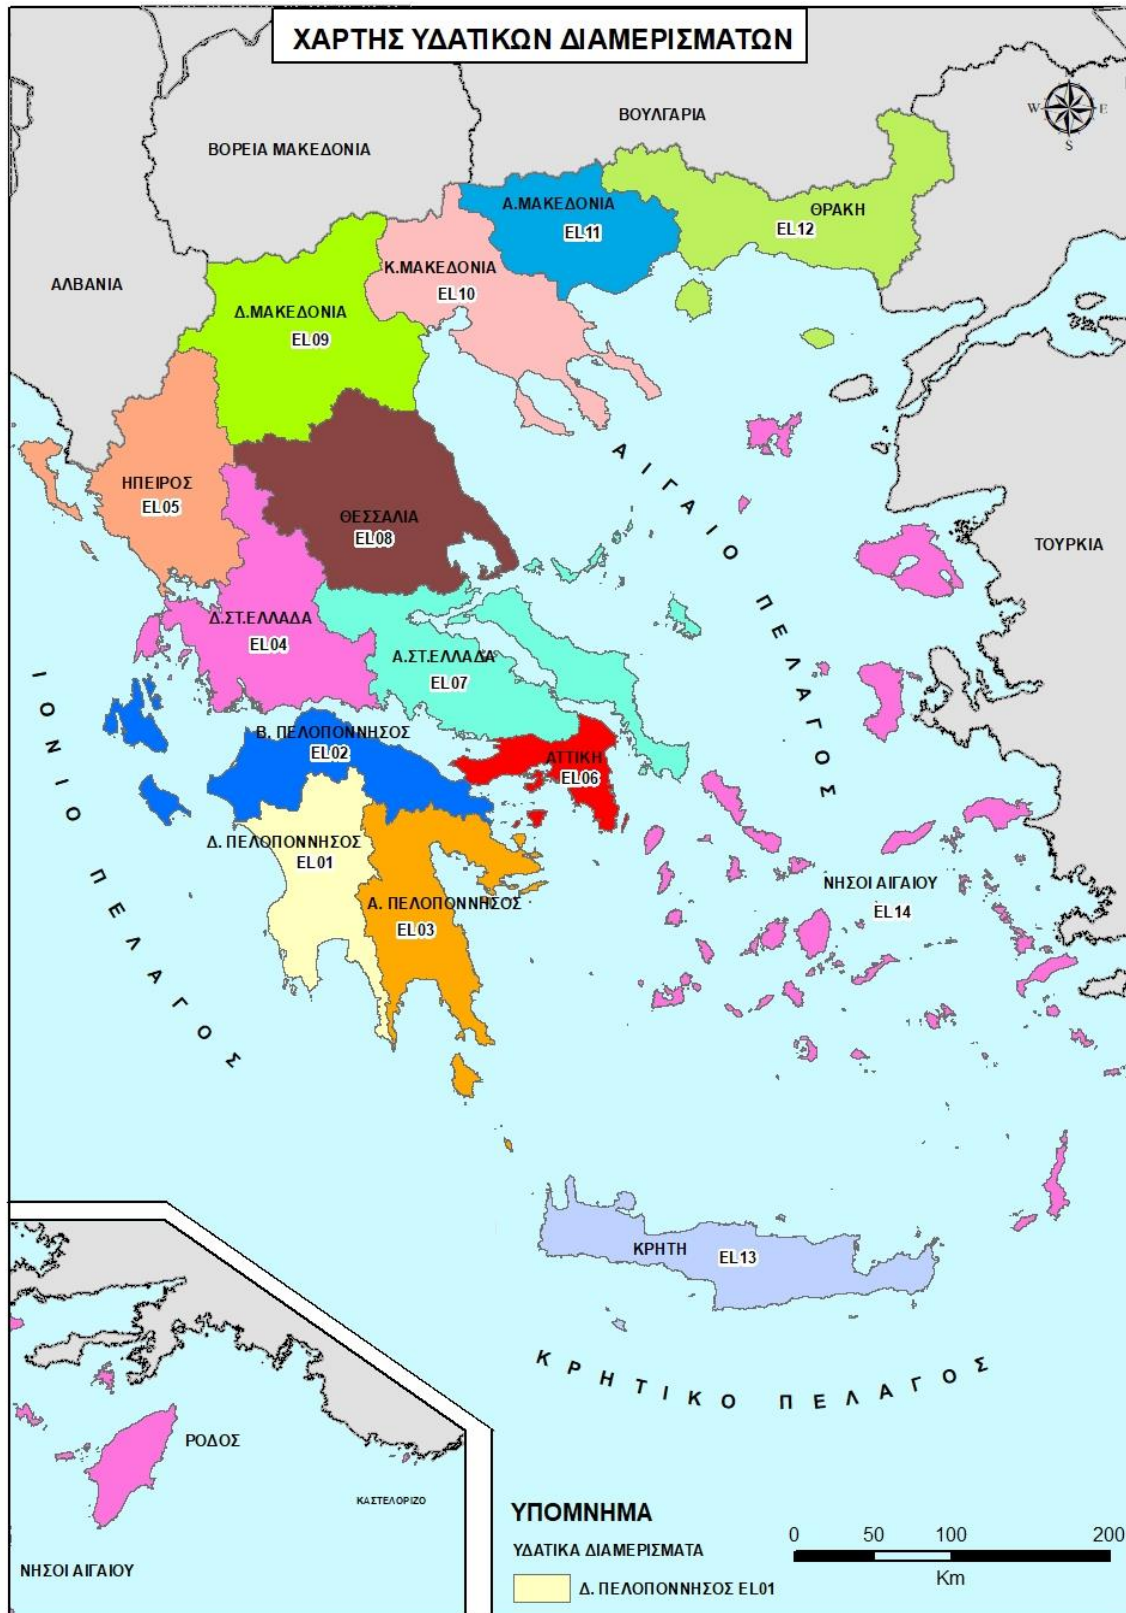 ΧΑΡΤΗΣ ΥΔΑΤΙΚΩΝ ΔΙΑΜΕΡΙΣΜΑΤΩΝ
W E
S
ΒΟΥΛΓΑΡΙΑ
ΒΟΡΕΙΑ ΜΑΚΕΔΟΝΙΑ
ΑΛΒΑΝΙΑ
Α.ΜΑΚΕΔΟΝΙΑ
EL11
ΘΡΑΚΗ
EL12
Κ.ΜΑΚΕΔΟΝΙΑ
EL10
Δ.ΜΑΚΕΔΟΝΙΑ
EL09
ΗΠΕΙΡΟΣ
EL05
ΘΕΣΣΑΛΙΑ
EL08
ΑΙΓΑΙΟ ΠΕΛΑΓΟΣ
ΤΟΥΡΚΙΑ
Δ.ΣΤ.ΕΛΛΑΔΑ
EL04
Α.ΣΤ.ΕΛΛΑΔΑ
EL07
ΙΟΝΙΟ ΠΕΛΑΓΟΣ
Β. ΠΕΛΟΠΟΝΝΗΣΟΣ
EL02
ΑΤΤΙΚΗ
EL06
Δ. ΠΕΛΟΠΟΝΝΗΣΟΣ
EL01
Α. ΠΕΛΟΠΟΝΝΗΣΟΣ
EL03
ΝΗΣΟΙ ΑΙΓΑΙΟΥ
EL14
ΚΡΗΤΗ
EL13
ΚΡΗΤΙΚΟ ΠΕΛΑΓΟΣ
ΡΟΔΟΣ
ΚΑΣΤΕΛΟΡΙΖΟ
ΝΗΣΟΙ ΑΙΓΑΙΟΥ
ΥΠΟΜΝΗΜΑ
ΥΔΑΤΙΚΑ ΔΙΑΜΕΡΙΣΜΑΤΑ
Δ. ΠΕΛΟΠΟΝΝΗΣΟΣ EL01
0 50 100 200
Km